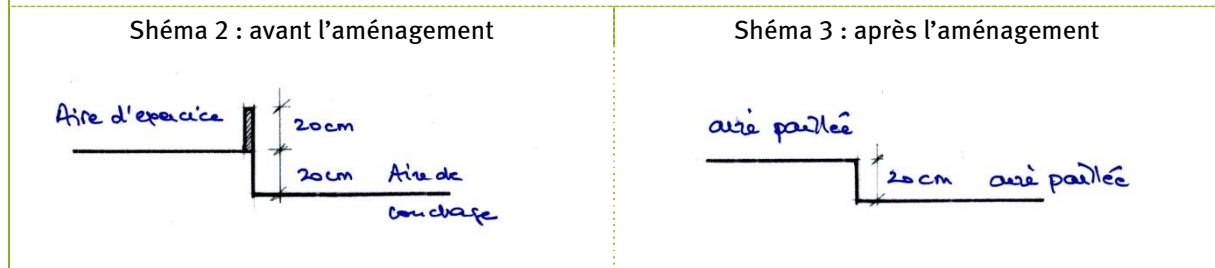 Shéma 2 : avant l’aménagement
Aire d'exercice
20cm
20cm Aire de
couchage
Shéma 3 : après l’aménagement
aire paillée
20cm aire paillée